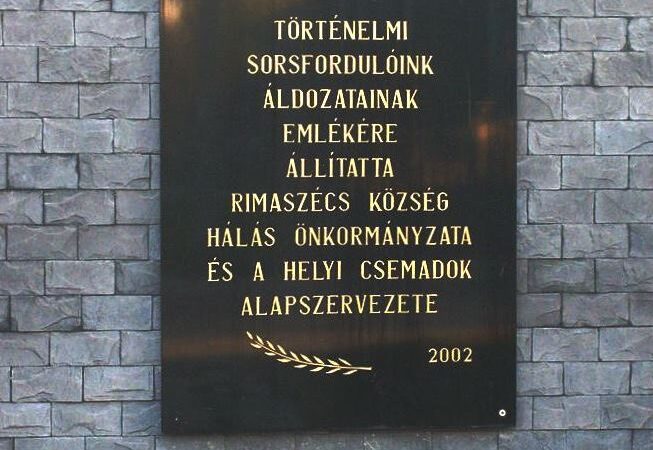 TÖRTÉNELMI
SORSFORDULÓINK
ÁLDOZATAINAK
EMLÉKÉRE
ÁLLÍTATTA
RIMASZÉCS KÖZSÉG
HÁLÁS ÖNKORMÁNYZATA
ÉS A HELYI CSEMADOK
ALAPSZERVEZETE
2002